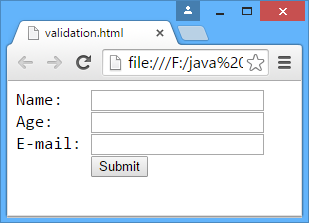 validation.html
file:///F:/java%20
Name:
Age:
E-mail:
Submit